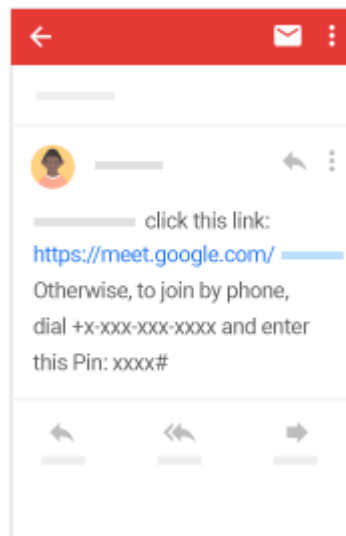 click this link:
https://meet.google.com/
Otherwise, to join by phone,
dial +x-xxx-xxx-xxxx and enter
this Pin: xxxx#